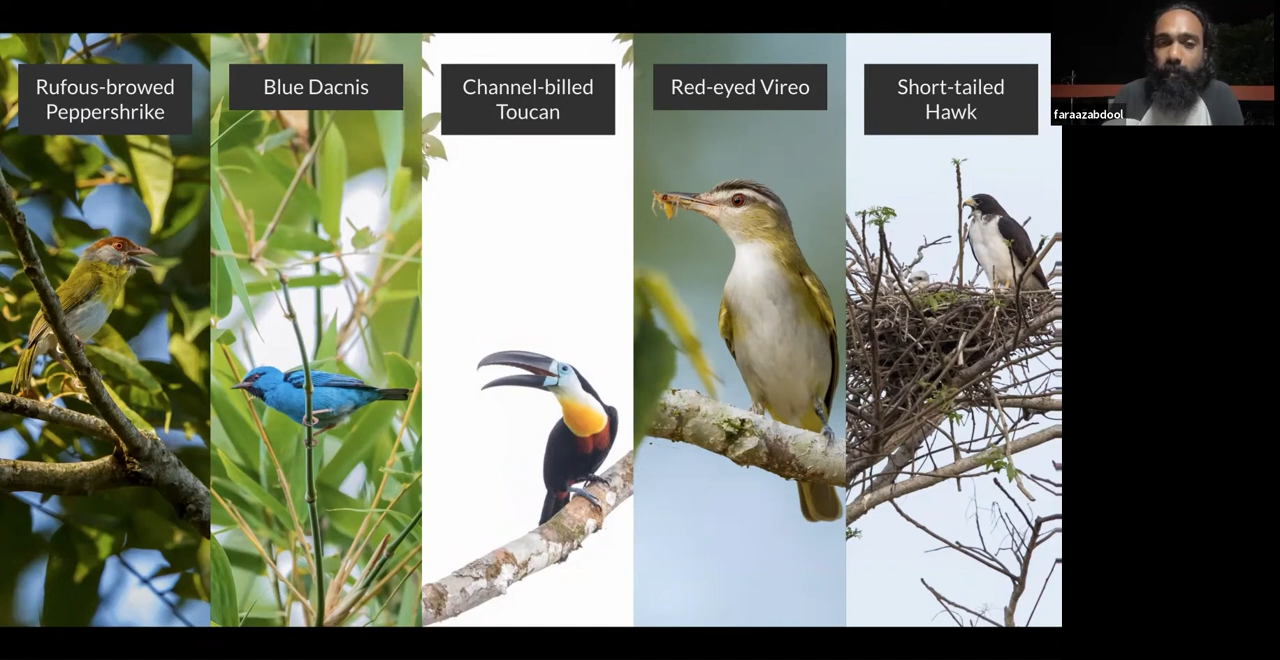 Rufous-browed
Peppershrike
Blue Dacnis
Channel-billed
Toucan
Red-eyed Vireo
Short-tailed
Hawk
faraazabdool